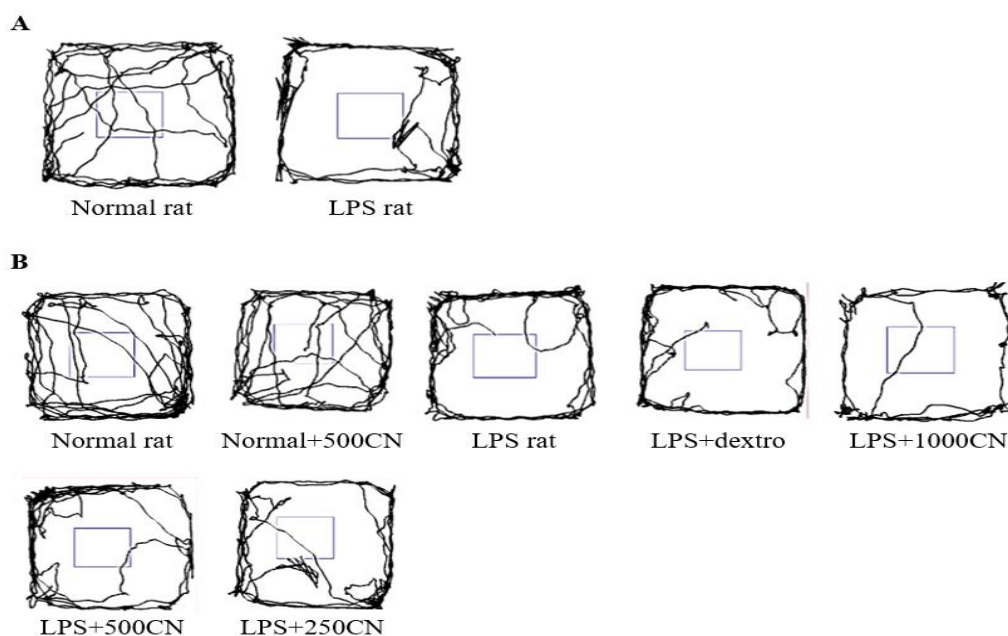 A
Normal rat LPS rat
B
Normal rat Normal+500CN LPS rat LPS+dextro LPS+1000CN
LPS+500CN LPS+250CN